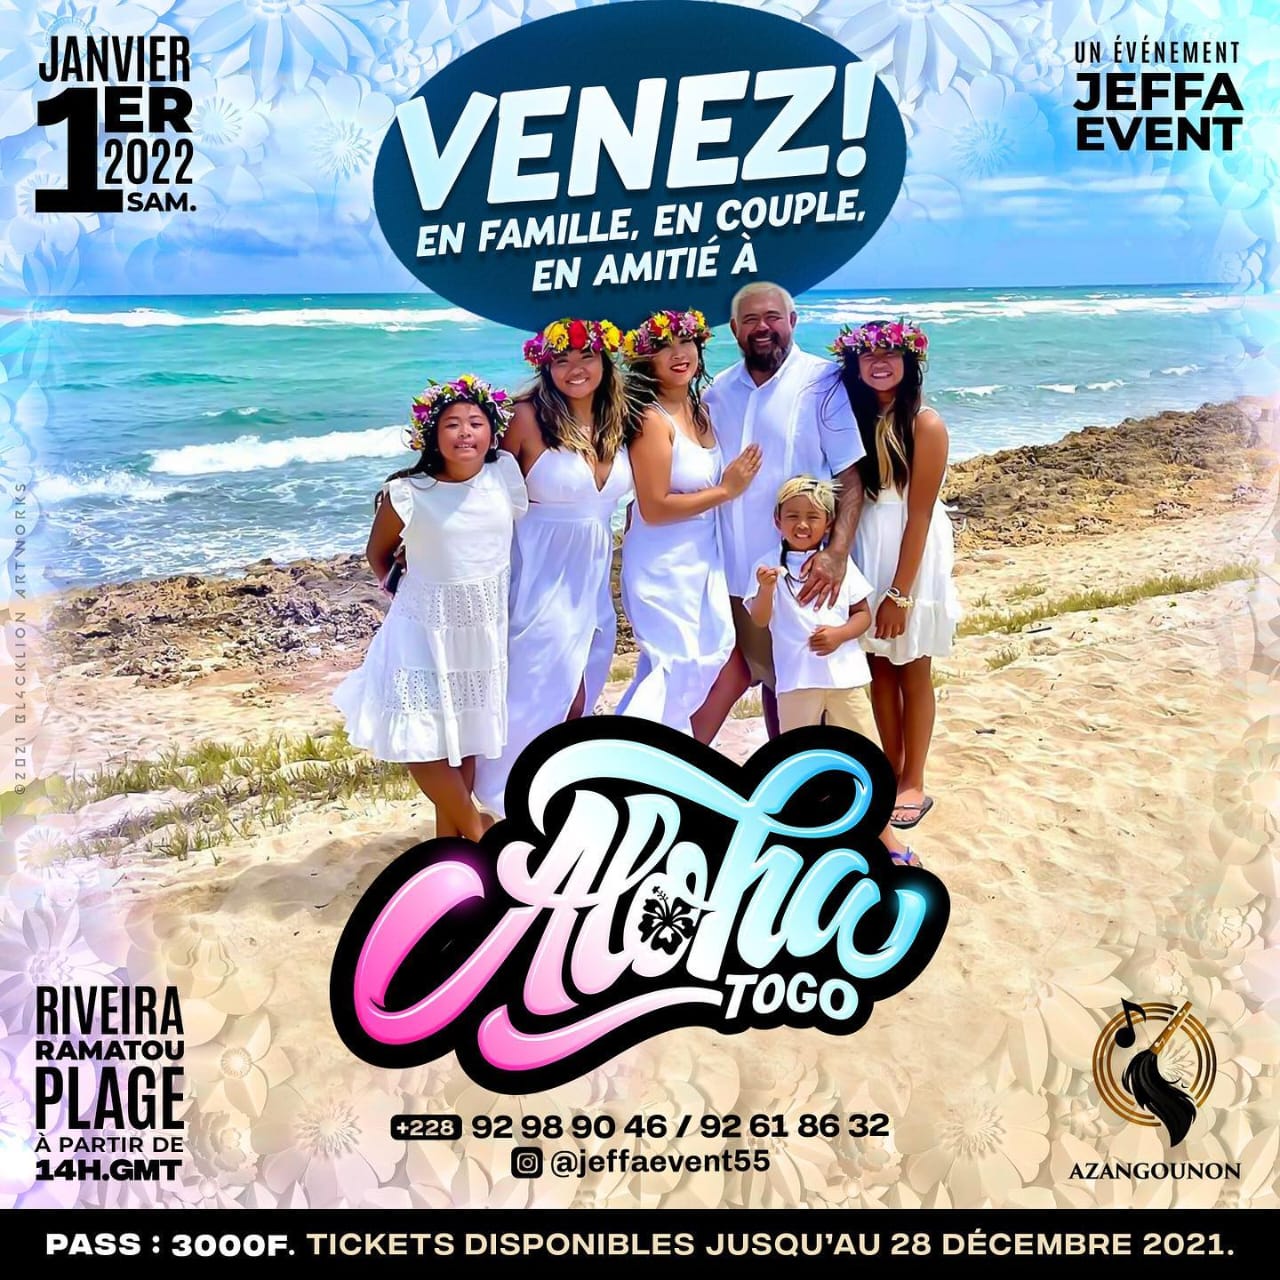 JANVIER
1ER
2022
SAM.
VENEZ!
EN FAMILLE, EN COUPLE,
EN AMITIÉ À
UN ÉVÉNEMENT
JEFFA
EVENT
©2021 BL4CKLION ARTWORKS
Aloha
TOGO
RIVEIRA
RAMATOU
PLAGE
À PARTIR DE
14H.GMT
+228 92 98 90 46 / 92 61 86 32
@jeffaevent55
AZANGOUNON
PASS : 3000F. TICKETS DISPONIBLES JUSQU'AU 28 DÉCEMBRE 2021.